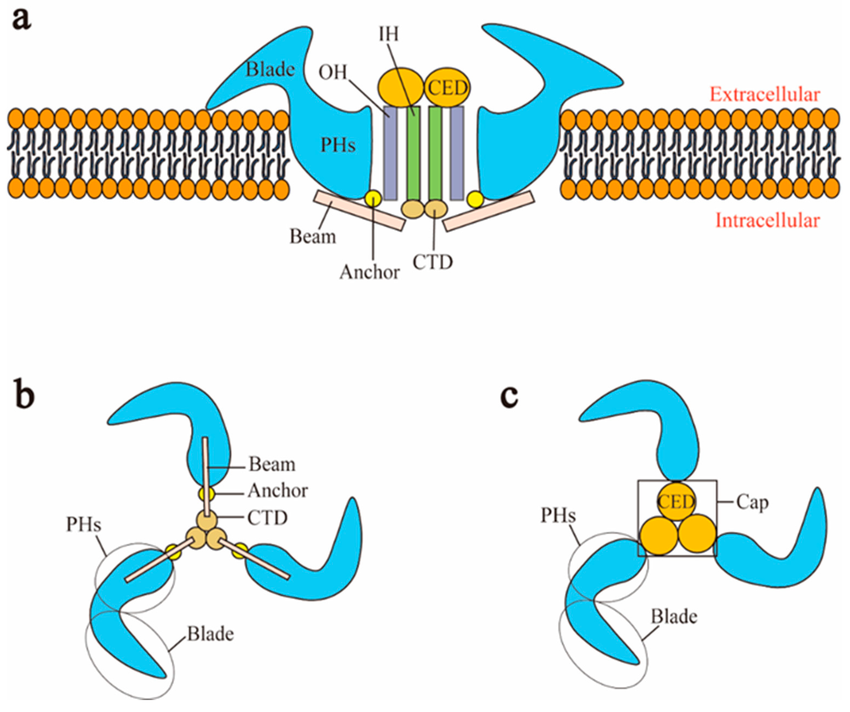 a
IH
Blade
OH
CED
Extracellular
PHs
Intracellular
Beam
Anchor
CTD
b
Beam
Anchor
CTD
PHs
Blade
c
CED
Cap
PHs
Blade